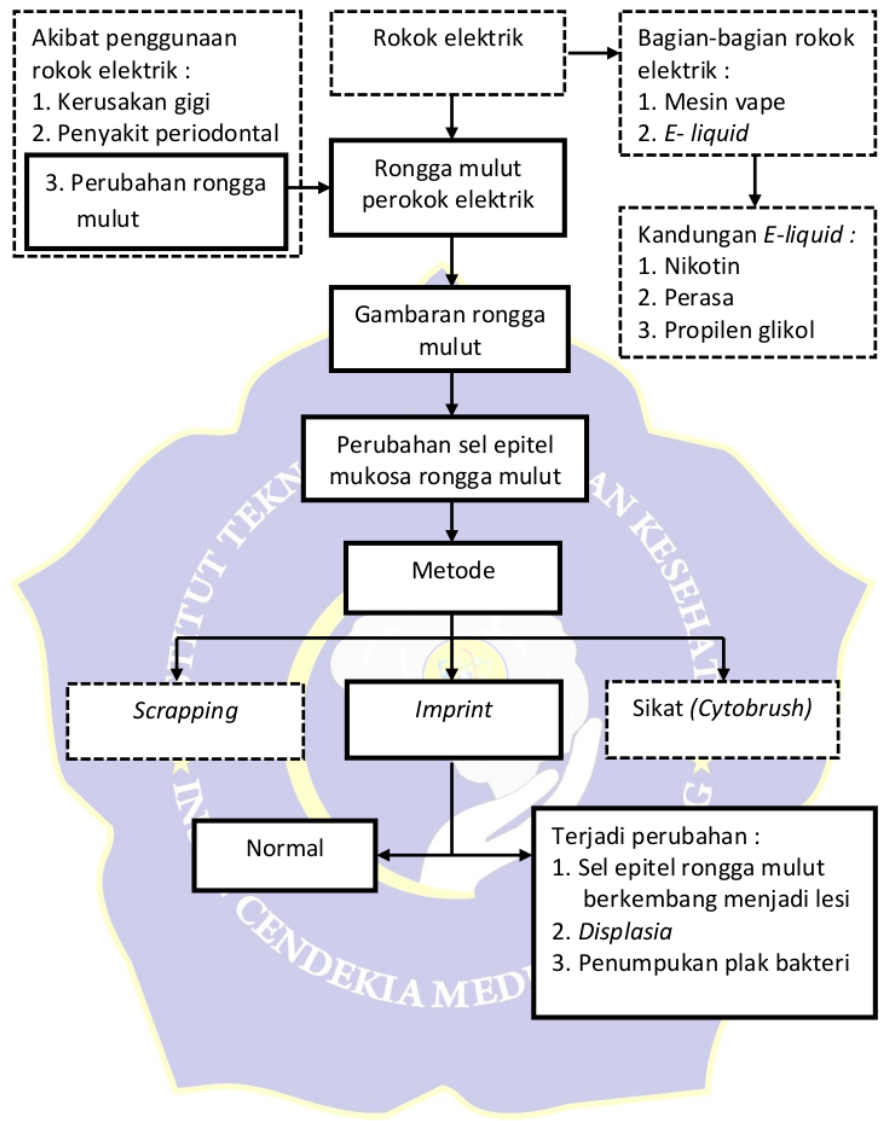 Akibat penggunaan
rokok elektrik :
1. Kerusakan gigi
2. Penyakit periodontal
3. Perubahan rongga
mulut
Rokok elektrik
Bagian-bagian rokok
elektrik :
1. Mesin vape
2. E- liquid
Rongga mulut
perokok elektrik
Kandungan E-liquid :
1. Nikotin
2. Perasa
3. Propilen glikol
Gambaran rongga
mulut
Perubahan sel epitel
mukosa rongga mulut
Metode
Scrapping
Imprint
Sikat (Cytobrush)
Normal
Terjadi perubahan :
1. Sel epitel rongga mulut
berkembang menjadi lesi
2. Displasia
3. Penumpukan plak bakteri
CENDEKIA